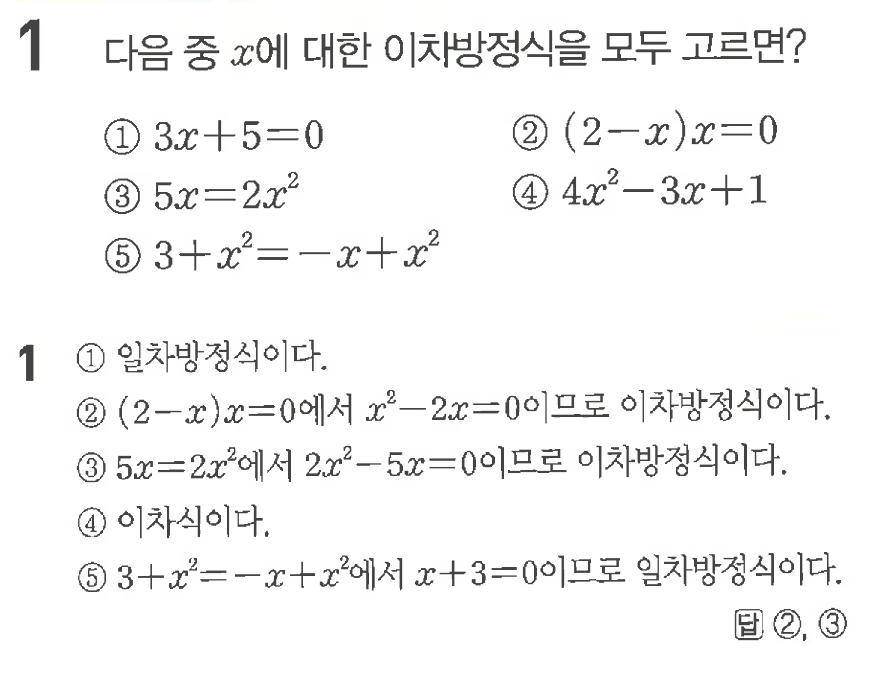 1 다음 중 x에 대한 이차방정식을 모두 고르면?
① 3x+5=0 ② (2-x)x=0
③ 5x=2x² ④ 4x²-3x+1
⑤ 3+x²=-x+x²
1 ① 일차방정식이다.
② (2-x)x=0에서 x²-2x=0이므로 이차방정식이다.
③ 5x=2x²에서 2x²-5x=0이므로 이차방정식이다.
④ 이차식이다.
⑤ 3+x²=-x+x²에서 x+3=0이므로 일차방정식이다.
답 ②, ③